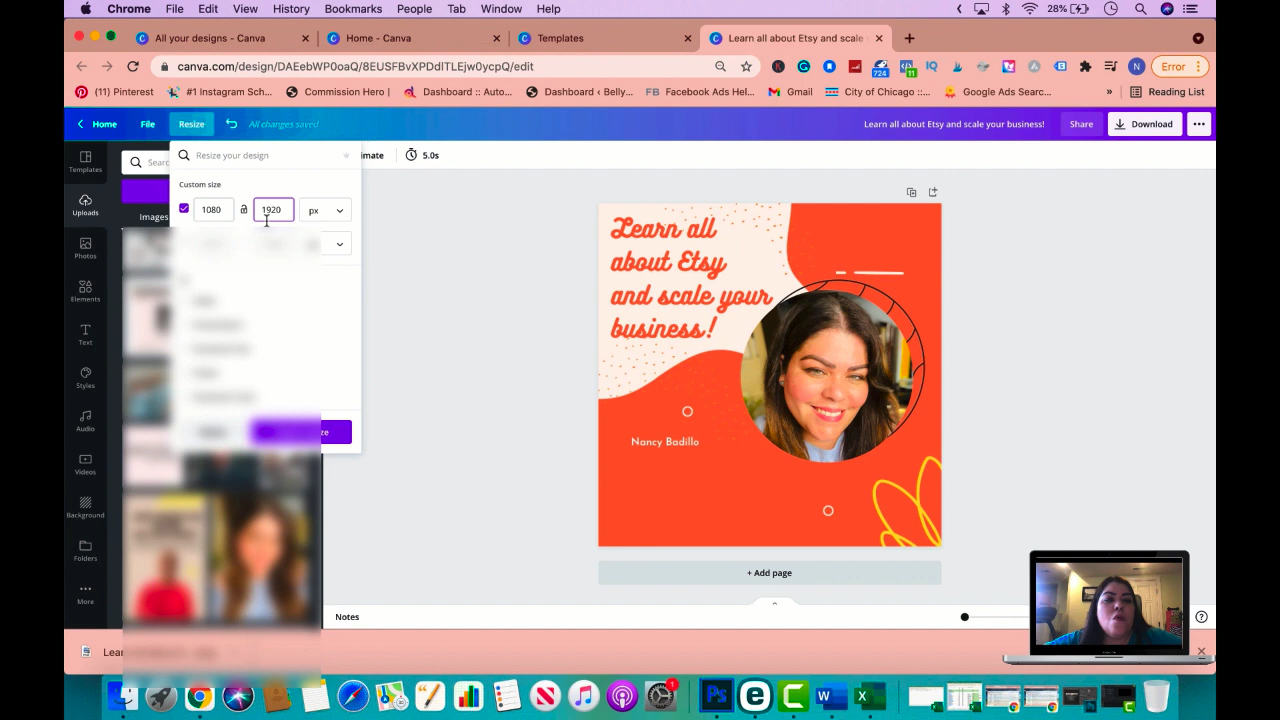 Chrome File Edit View History Bookmarks People Tab Window Help 28%
All your designs - Canva
Home - Canva
Templates
Learn all about Etsy and scale
canva.com/design/DAEebWP0oaQ/8EUSFBvXPDdlTLEjw0ycpQ/edit
724
11
Error
(11) Pinterest
#1 Instagram Sch...
Commission Hero |
Dashboard :: Auto...
Dashboard ‹ Belly...
FB Facebook Ads Hel...
Gmail
City of Chicago ::...
Google Ads Searc...
»
Reading List
Home
File
Resize
All changes saved
Learn all about Etsy and scale your business!
Share
Download
Templates
Uploads
Photos
Elements
Text
Styles
Audio
Videos
Background
Folders
More
Resize your design
5.0s
Custom size
1080
1920
px
Images
Learn all
about Etsy
and scale your
business!
Nancy Badillo
+ Add page
Notes
1